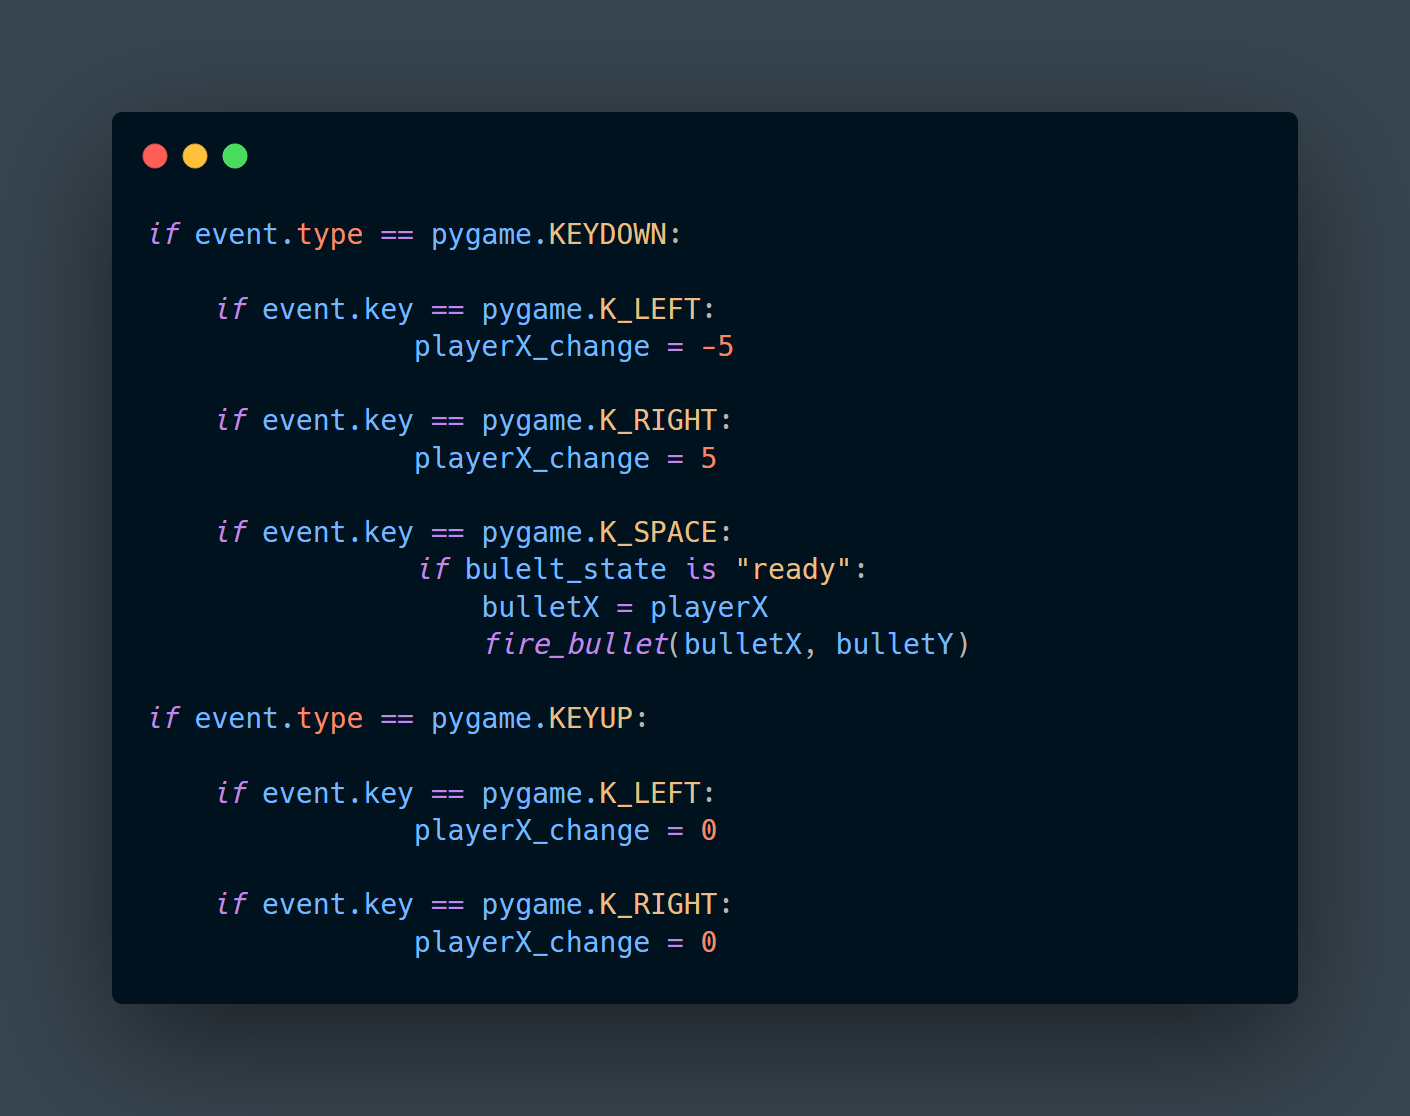 if event.type == pygame.KEYDOWN:
if event.key == pygame.K_LEFT:
playerX_change = -5
if event.key == pygame.K_RIGHT:
playerX_change = 5
if event.key == pygame.K_SPACE:
if bulelt_state is "ready":
bulletX = playerX
fire_bullet(bulletX, bulletY)
if event.type == pygame.KEYUP:
if event.key == pygame.K_LEFT:
playerX_change = 0
if event.key == pygame.K_RIGHT:
playerX_change = 0